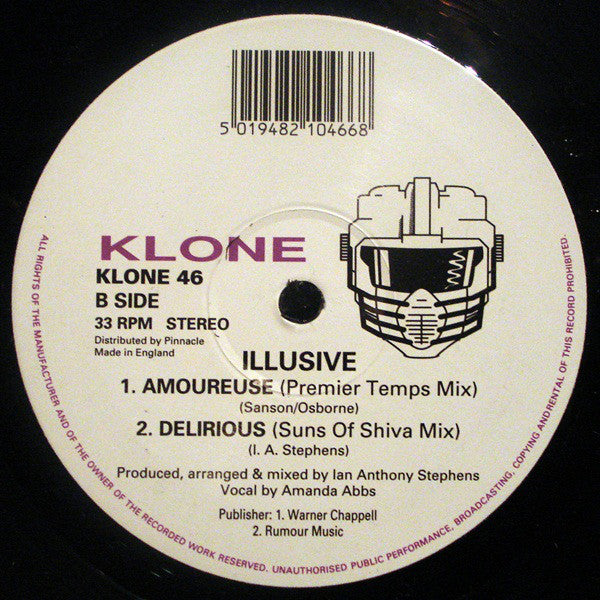 5 019482 104668
KLONE
KLONE 46
B SIDE
33 RPM STEREO
Distributed by Pinnacle
Made in England
ILLUSIVE
1. AMOUREUSE (Premier Temps Mix)
(Sanson/Osborne)
2. DELIRIOUS (Suns Of Shiva Mix)
(I. A. Stephens)
Produced, arranged & mixed by Ian Anthony Stephens
Vocal by Amanda Abbs
Publisher: 1. Warner Chappell
2. Rumour Music
ALL RIGHTS OF THE MANUFACTURER AND OF THE OWNER OF THE RECORDED WORK RESERVED. UNAUTHORISED PUBLIC PERFORMANCE, BROADCASTING, COPYING AND RENTAL OF THIS RECORD PROHIBITED.